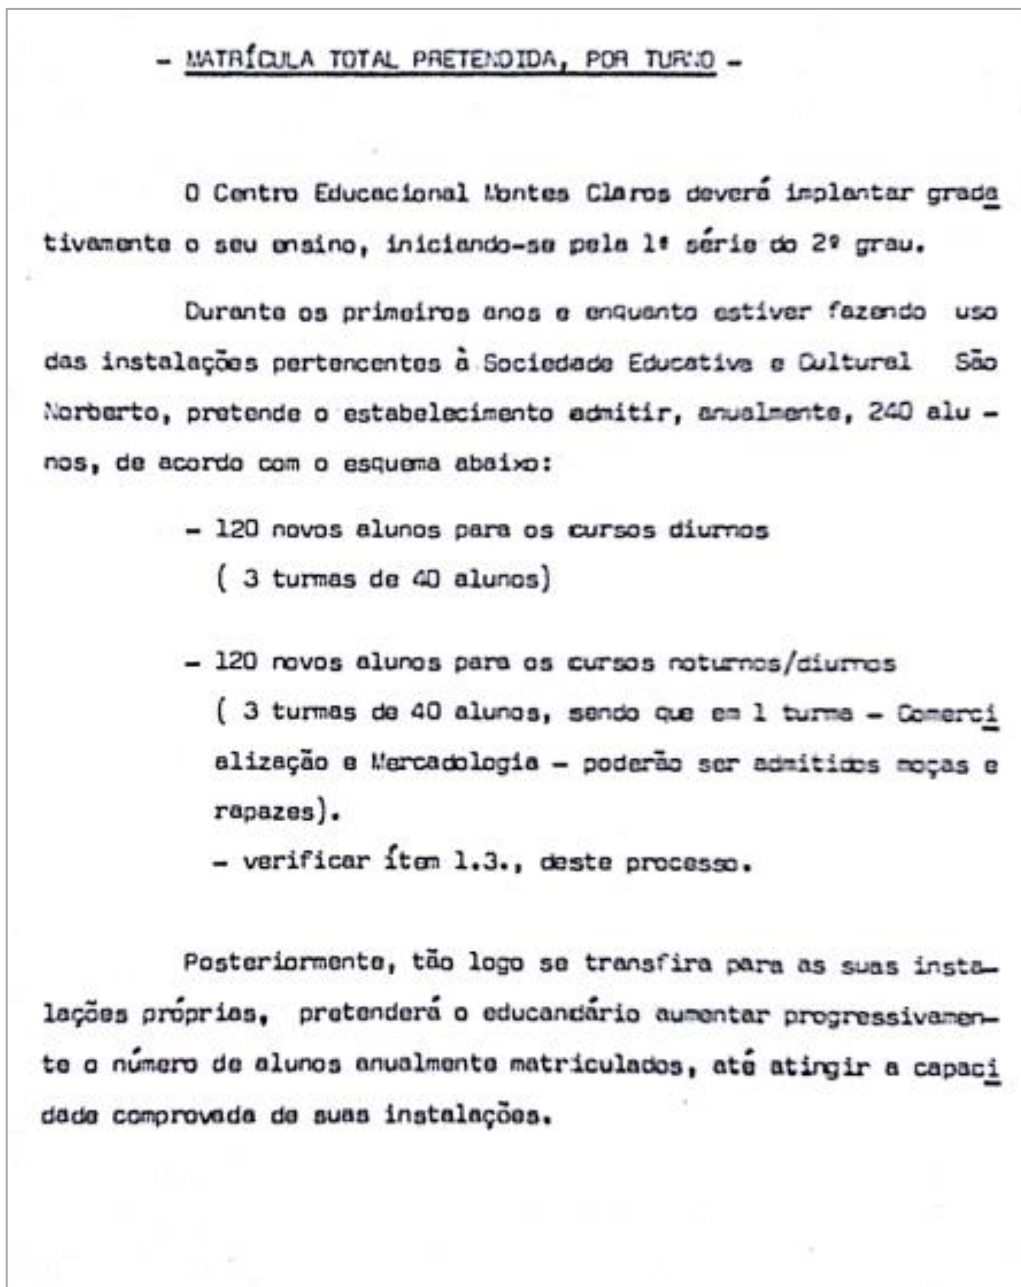 - MATRÍCULA TOTAL PRETENDIDA, POR TURNO -
O Centro Educacional Montes Claros deverá implantar grada
tivamente o seu ensino, iniciando-se pela 1ª série do 2º grau.
Durante os primeiros anos e enquanto estiver fazendo uso
das instalações pertencentes à Sociedade Educativa e Cultural São
Norberto, pretende o estabelecimento admitir, anualmente, 240 alu -
nos, de acordo com o esquema abaixo:
- 120 novos alunos para os cursos diurnos
( 3 turmas de 40 alunos)
- 120 novos alunos para os cursos noturnos/diurnos
( 3 turmas de 40 alunos, sendo que em 1 turma - Comerci
alização e Mercadologia - poderão ser admitidos moças e
rapazes).
- verificar ítem 1.3., deste processo.
Posteriormente, tão logo se transfira para as suas insta-
lações próprias, pretenderá o educandário aumentar progressivamen-
te o número de alunos anualmente matriculados, até atingir a capaci
dade comprovada de suas instalações.